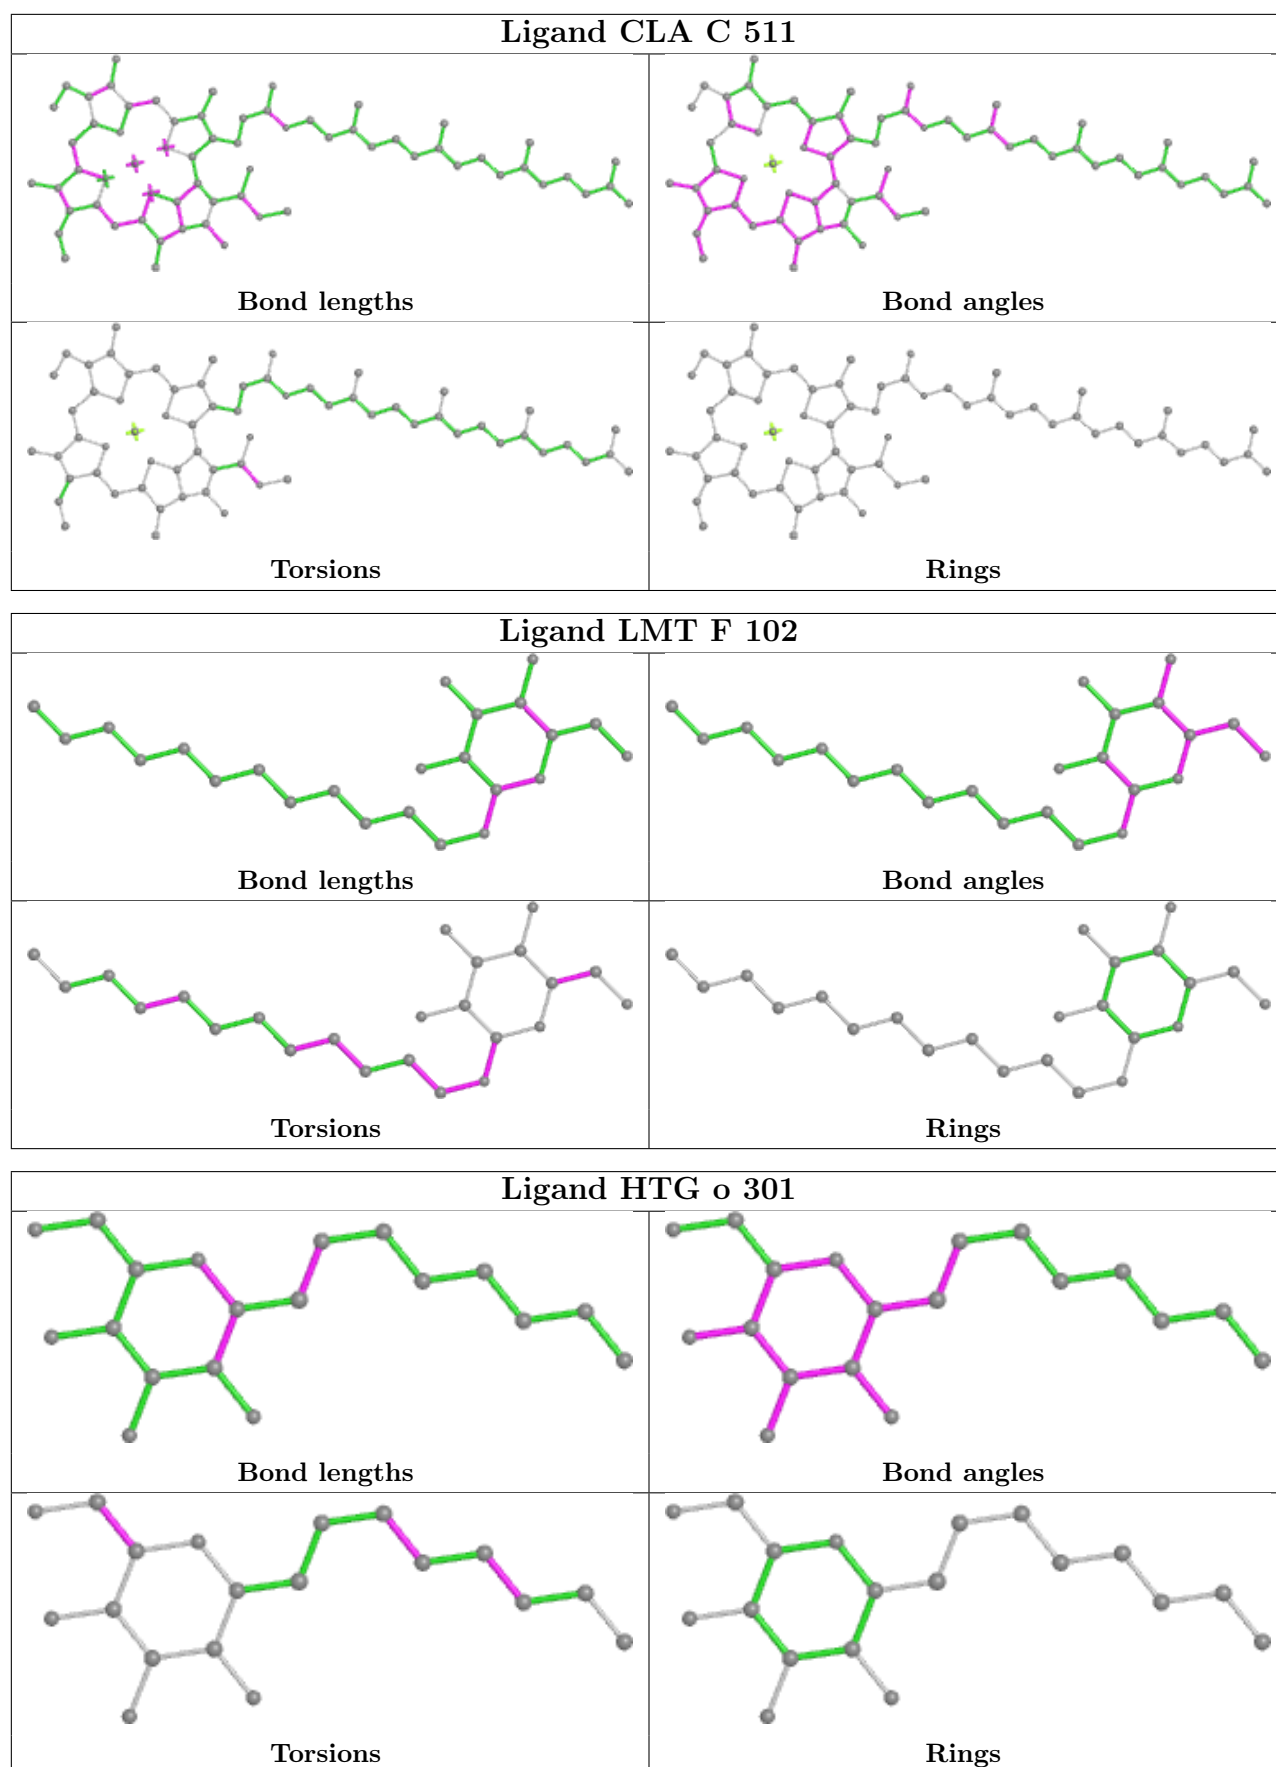 Ligand CLA C 511
Bond lengths
Bond angles
Torsions
Rings
Ligand LMT F 102
Bond lengths
Bond angles
Torsions
Rings
Ligand HTG o 301
Bond lengths
Bond angles
Torsions
Rings